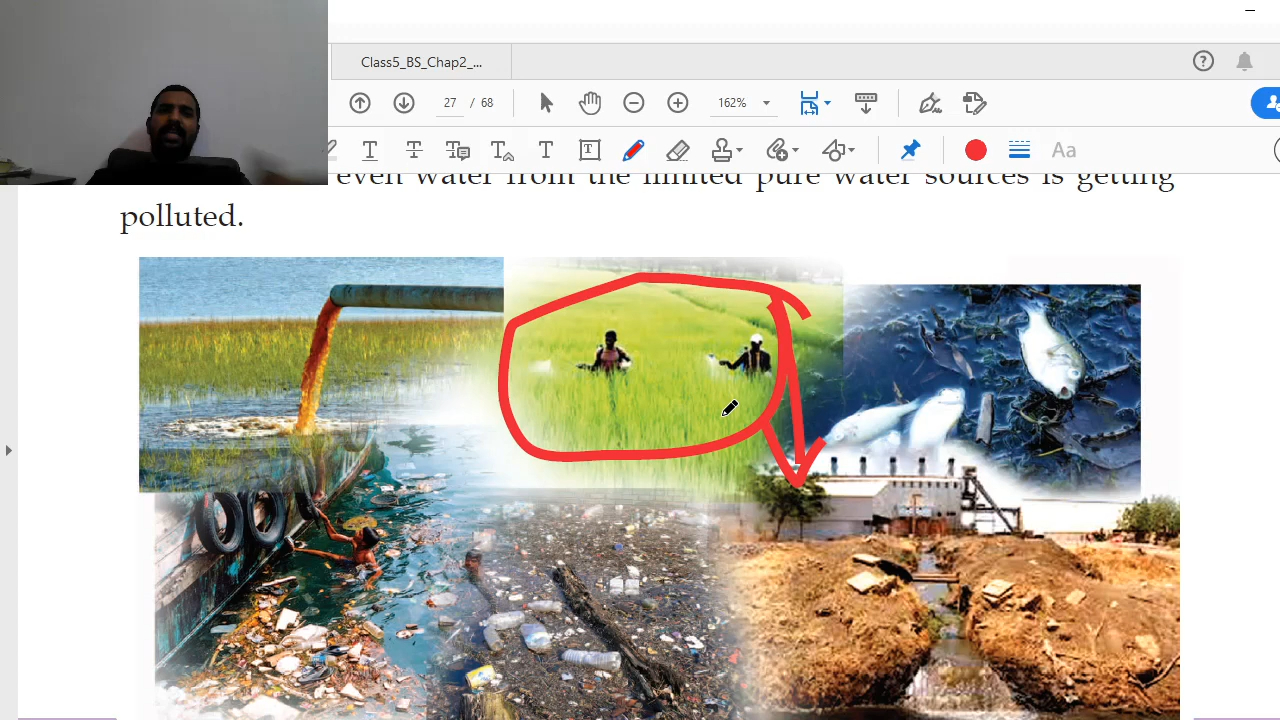 Class5_BS_Chap2_...
27 / 68
162%
Aa
even water from the limited pure water sources is getting
polluted.